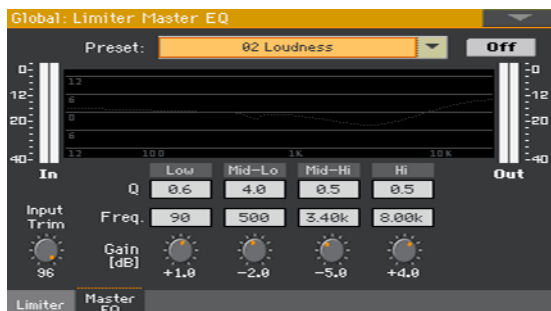 Global: Limiter Master EQ
Preset: 02 Loudness Off
0 12 6 0 6 12 0
12 12
20 20
40 100 1K 10K 40
In Low Mid-Lo Mid-Hi Hi Out
Q 0.6 4.0 0.5 0.5
Input Trim Freq. 90 500 3.40k 8.00k
Gain [dB]
96 +1.0 -2.0 -5.0 +4.0
Limiter Master EQ